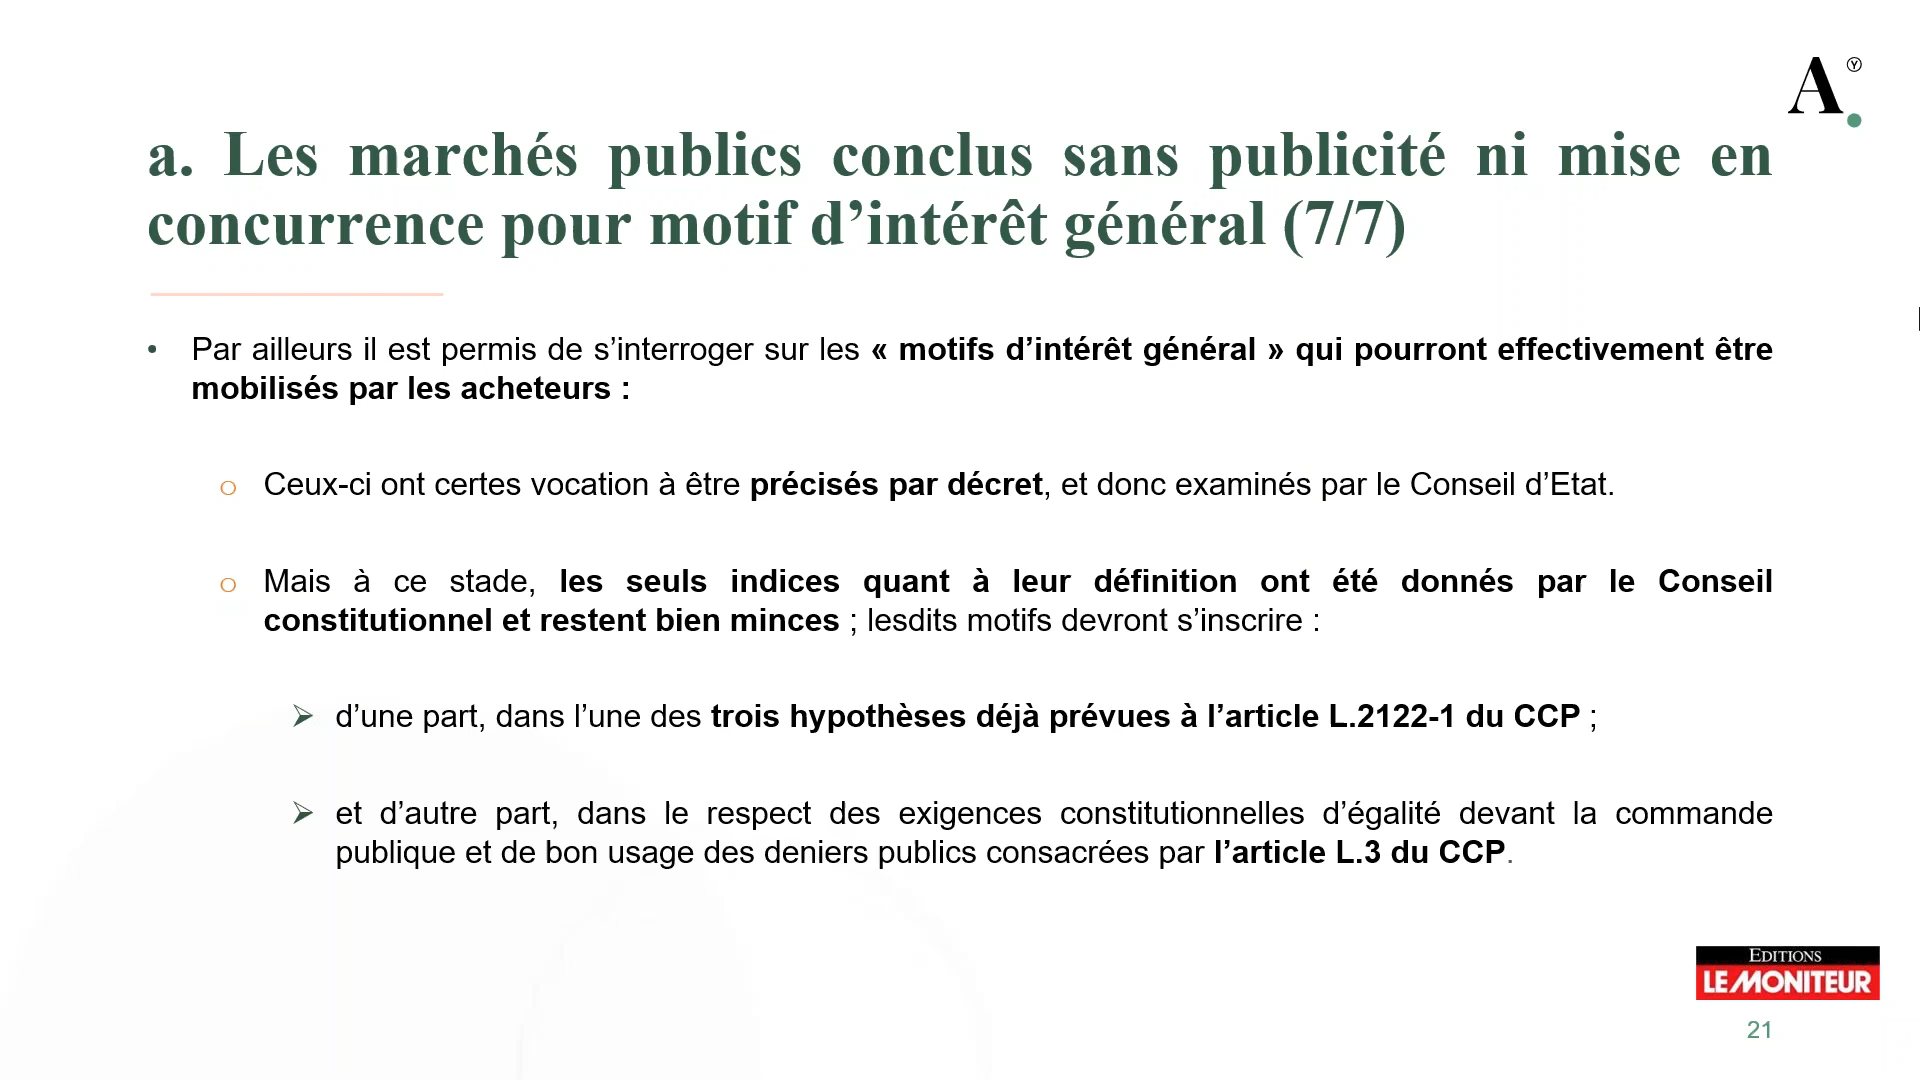 A Ⓨ
a. Les marchés publics conclus sans publicité ni mise en
concurrence pour motif d’intérêt général (7/7)
• Par ailleurs il est permis de s’interroger sur les « motifs d’intérêt général » qui pourront effectivement être
mobilisés par les acheteurs :
o Ceux-ci ont certes vocation à être précisés par décret, et donc examinés par le Conseil d’Etat.
o Mais à ce stade, les seuls indices quant à leur définition ont été donnés par le Conseil
constitutionnel et restent bien minces ; lesdits motifs devront s’inscrire :
➢ d’une part, dans l’une des trois hypothèses déjà prévues à l’article L.2122-1 du CCP ;
➢ et d’autre part, dans le respect des exigences constitutionnelles d’égalité devant la commande
publique et de bon usage des deniers publics consacrées par l’article L.3 du CCP.
EDITIONS
LE MONITEUR
21